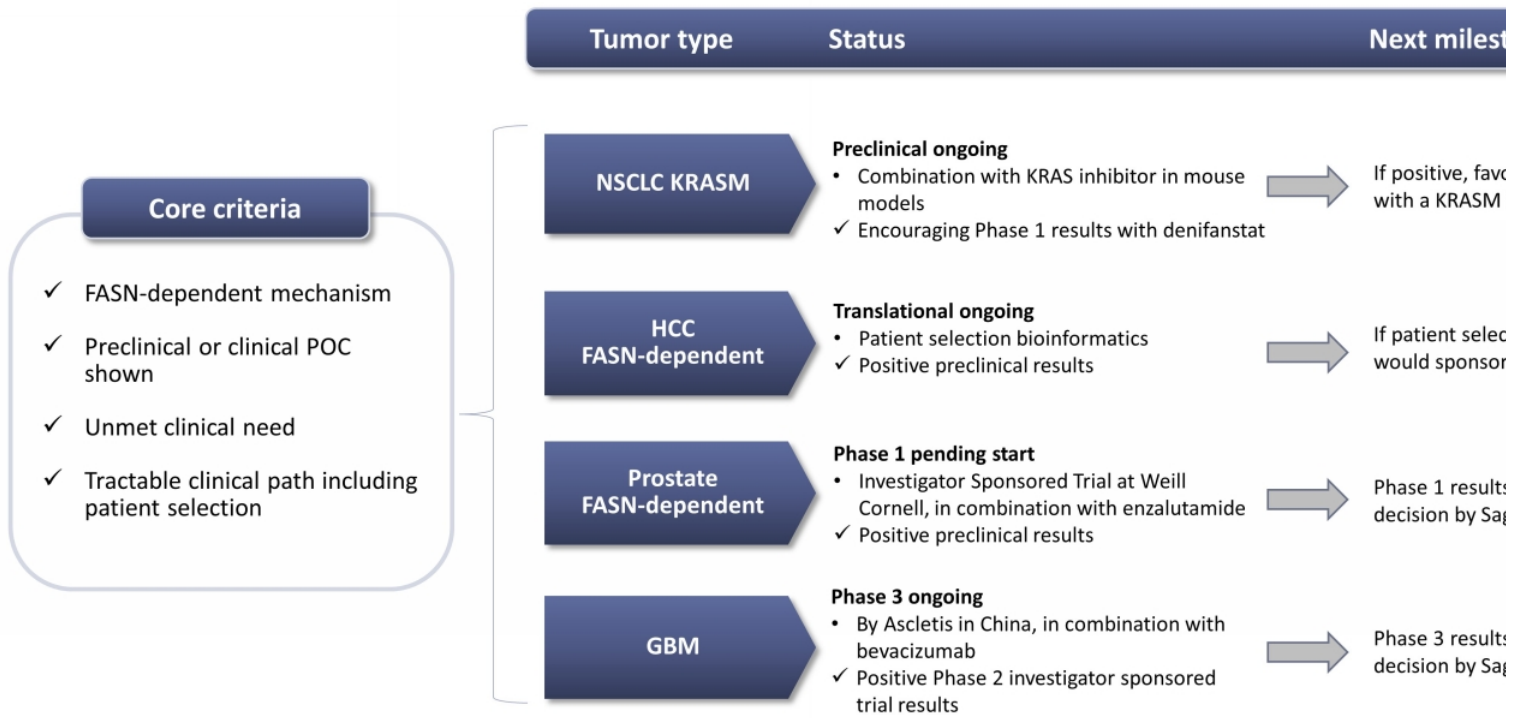 Tumor type Status Next
Core criteria
✓ FASN-dependent mechanism
✓ Preclinical or clinical POC
shown
✓ Unmet clinical need
✓ Tractable clinical path including
patient selection
NSCLC KRASM
Preclinical ongoing
• Combination with KRAS inhibitor in mouse
models
✓ Encouraging Phase 1 results with denifanstat
If positive,
with a KRASM
HCC
FASN-dependent
Translational ongoing
• Patient selection bioinformatics
✓ Positive preclinical results
If patient
would sponsor
Prostate
FASN-dependent
Phase 1 pending start
• Investigator Sponsored Trial at Weill
Cornell, in combination with enzalutamide
✓ Positive preclinical results
Phase 1 results
decision by
GBM
Phase 3 ongoing
• By Ascletis in China, in combination with
bevacizumab
✓ Positive Phase 2 investigator sponsored
trial results
Phase 3 results
decision by